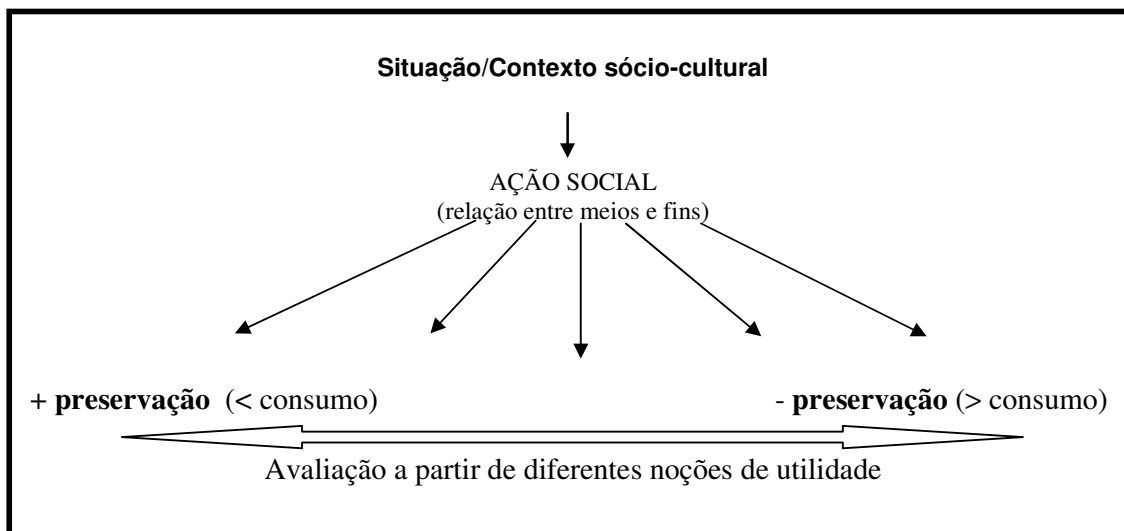 Situação/Contexto sócio-cultural
AÇÃO SOCIAL
(relação entre meios e fins)
+ preservação (< consumo)
- preservação (> consumo)
Avaliação a partir de diferentes noções de utilidade